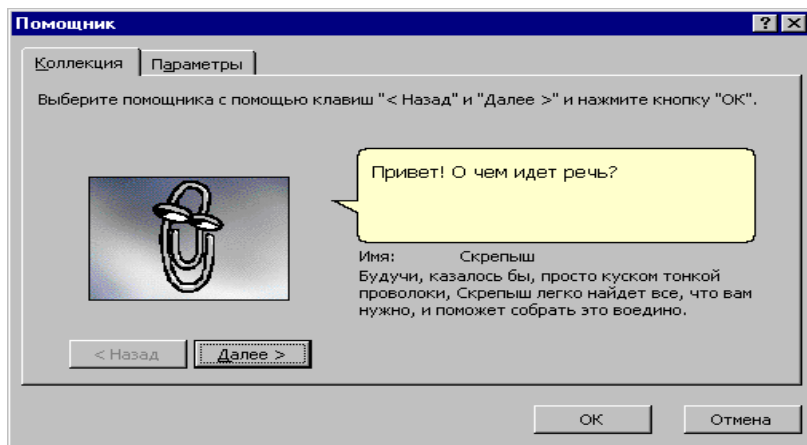 Помощник
Коллекция
Параметры
Выберите помощника с помощью клавиш "< Назад" и "Далее >" и нажмите кнопку "ОК".
Привет! О чем идет речь?
Имя: Скрепыш
Будучи, казалось бы, просто куском тонкой
проволоки, Скрепыш легко найдет все, что вам
нужно, и поможет собрать это воедино.
< Назад
Далее >
ОК
Отмена